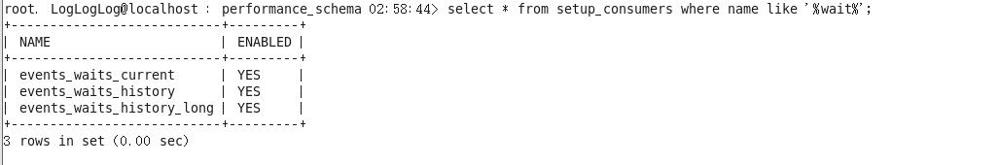 root. LogLogLog@localhost : performance_schema 02:58:44> select * from setup_consumers where name like '%wait%';
+---------------------------+---------+
| NAME                      | ENABLED |
+---------------------------+---------+
| events_waits_current      | YES     |
| events_waits_history      | YES     |
| events_waits_history_long | YES     |
+---------------------------+---------+
3 rows in set (0.00 sec)